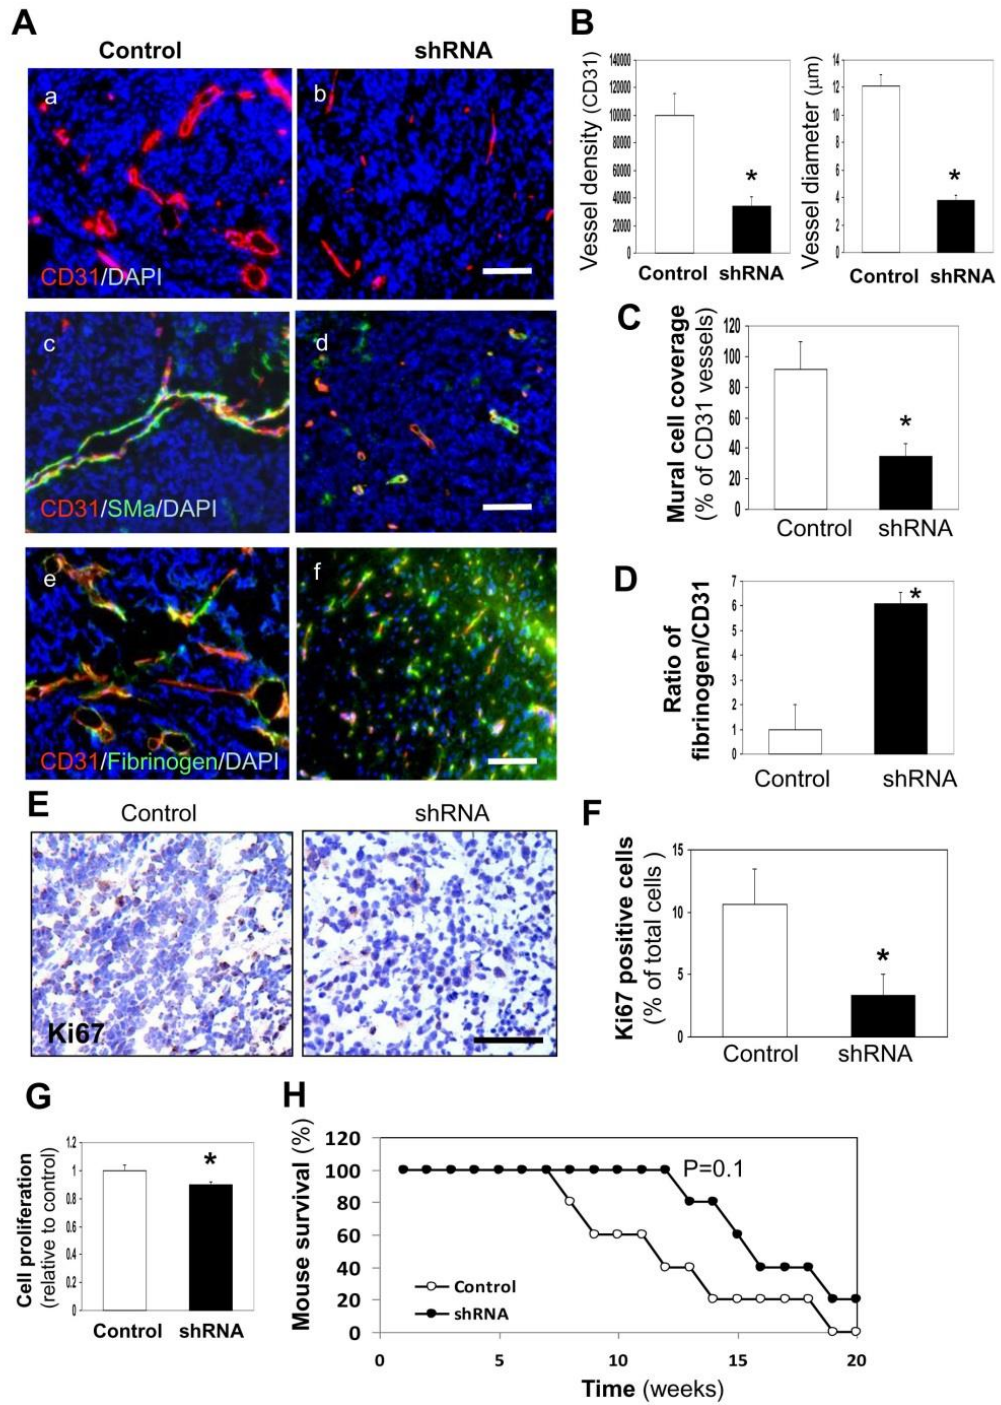 A
Control shRNA
a
b
CD31/DAPI
c
d
CD31/SMa/DAPI
e
f
CD31/Fibrinogen/DAPI
B
Vessel density (CD31)
140000
120000
100000
80000
60000
40000
20000
0
*
Control shRNA
Vessel diameter (µm)
14
12
10
8
6
4
2
0
*
Control shRNA
C
Mural cell coverage
(% of CD31 vessels)
120
100
80
60
40
20
0
*
Control shRNA
D
Ratio of
fibrinogen/CD31
7
6
5
4
3
2
1
0
*
Control shRNA
E
Control shRNA
Ki67
F
Ki67 positive cells
(% of total cells )
15
10
5
0
*
Control shRNA
G
Cell proliferation
(relative to control)
1.2
1
0.8
0.6
0.4
0.2
0
*
Control shRNA
H
Mouse survival (%)
120
100
80
60
40
20
0
P=0.1
Control
shRNA
0 5 10 15 20
Time (weeks)